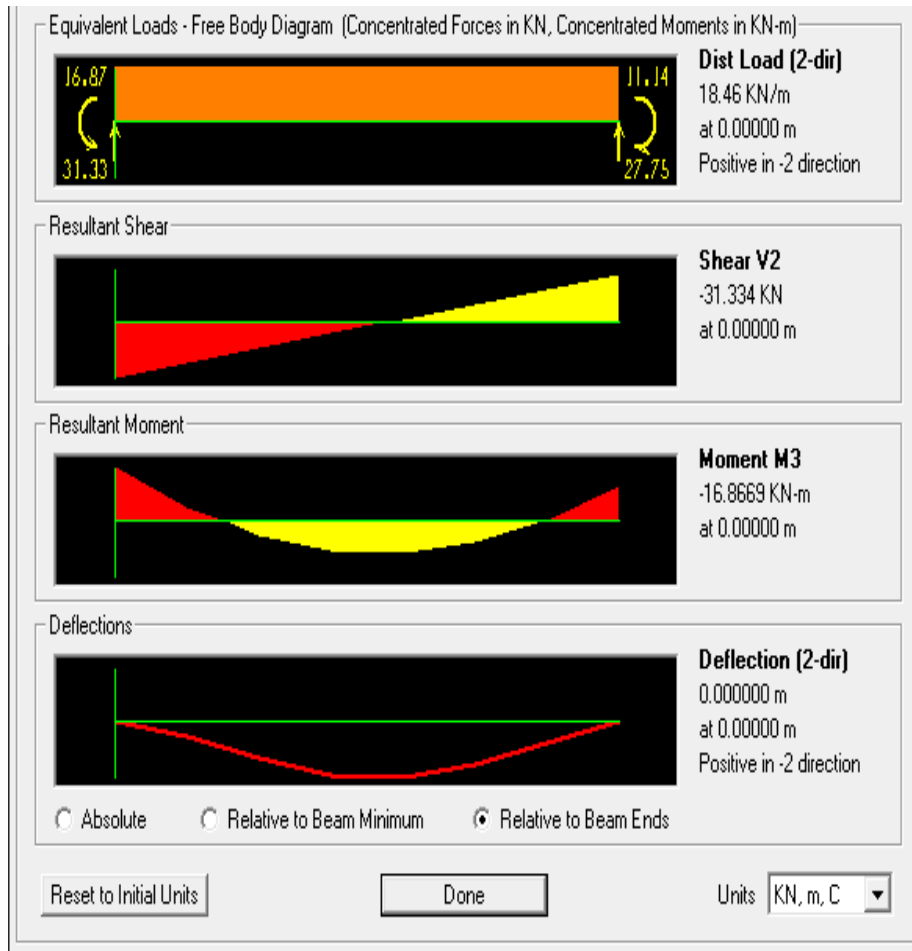 Equivalent Loads - Free Body Diagram (Concentrated Forces in KN, Concentrated Moments in KN-m)
16.87
11.14
31.33
27.75
Dist Load (2-dir)
18.46 KN/m
at 0.00000 m
Positive in -2 direction
Resultant Shear
Shear V2
-31.334 KN
at 0.00000 m
Resultant Moment
Moment M3
-16.8669 KN-m
at 0.00000 m
Deflections
Deflection (2-dir)
0.000000 m
at 0.00000 m
Positive in -2 direction
Absolute Relative to Beam Minimum Relative to Beam Ends
Reset to Initial Units Done Units KN, m, C